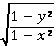 √((1 − y²)/(1 − x²))